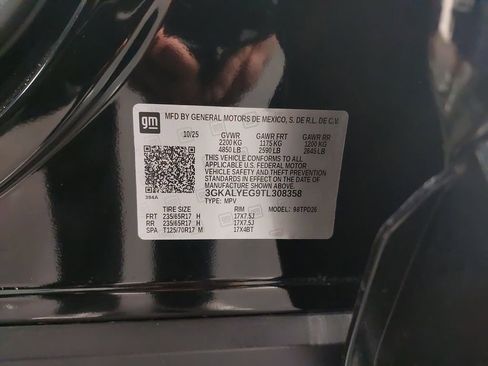 gm
MFD BY GENERAL MOTORS DE MEXICO, S. DE R.L. DE C.V.
10/25 GVWR GAWR FRT GAWR RR
2200 KG 1175 KG 1200 KG
4850 LB 2590 LB 2645 LB
THIS VEHICLE CONFORMS TO ALL
APPLICABLE U.S. FEDERAL MOTOR
VEHICLE SAFETY AND THEFT
PREVENTION STANDARDS IN EFFECT ON THE DATE
OF MANUFACTURE SHOWN ABOVE.
3GKALYEG9TL308358
394A TYPE: MPV
TIRE SIZE RIM MODEL: 98TPD26
FRT 235/65R17 H 17X7.5J
RR 235/65R17 H 17X7.5J
SPA T125/70R17 M 17X4BT